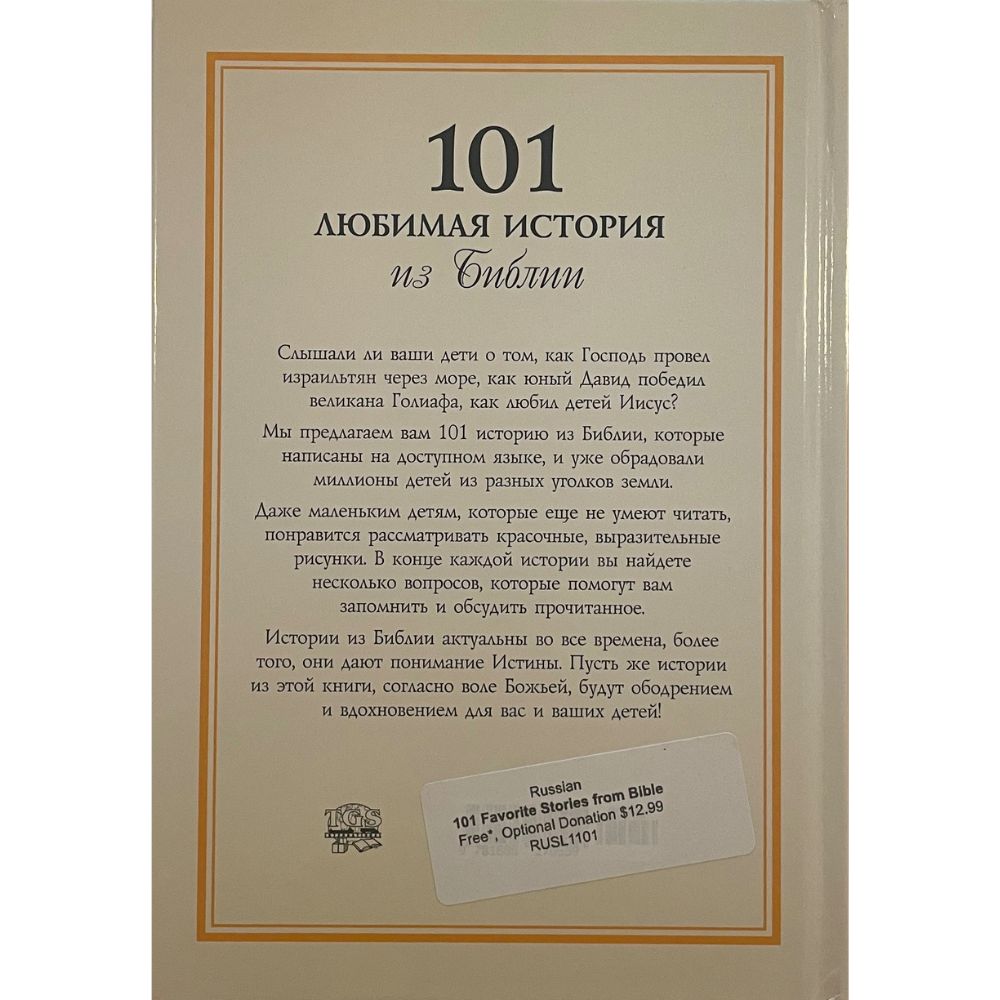 101
ЛЮБИМАЯ ИСТОРИЯ
из Библии
Слышали ли ваши дети о том, как Господь провел
израильтян через море, как юный Давид победил
великана Голиафа, как любил детей Иисус?
Мы предлагаем вам 101 историю из Библии, которые
написаны на доступном языке, и уже обрадовали
миллионы детей из разных уголков земли.
Даже маленьким детям, которые еще не умеют читать,
понравится рассматривать красочные, выразительные
рисунки. В конце каждой истории вы найдете
несколько вопросов, которые помогут вам
запомнить и обсудить прочитанное.
Истории из Библии актуальны во все времена, более
того, они дают понимание Истины. Пусть же истории
из этой книги, согласно воле Божьей, будут ободрением
и вдохновением для вас и ваших детей!
TGS
Russian
101 Favorite Stories from Bible
Free*, Optional Donation $12.99
RUSL1101